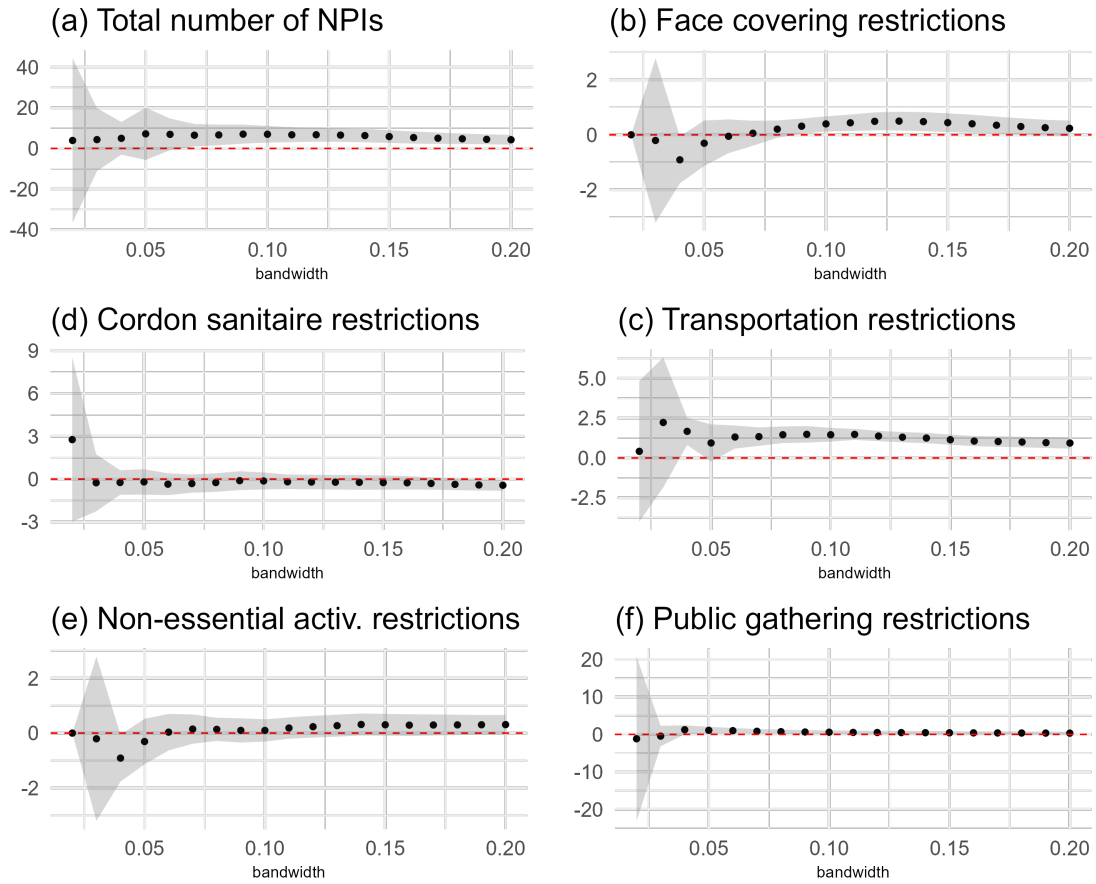 (a) Total number of NPIs
40
20
0
-20
-40
0.05 0.10 0.15 0.20
bandwidth
(b) Face covering restrictions
2
0
-2
0.05 0.10 0.15 0.20
bandwidth
(d) Cordon sanitaire restrictions
9
6
3
0
-3
0.05 0.10 0.15 0.20
bandwidth
(c) Transportation restrictions
5.0
2.5
0.0
-2.5
0.05 0.10 0.15 0.20
bandwidth
(e) Non-essential activ. restrictions
2
0
-2
0.05 0.10 0.15 0.20
bandwidth
(f) Public gathering restrictions
20
10
0
-10
-20
0.05 0.10 0.15 0.20
bandwidth